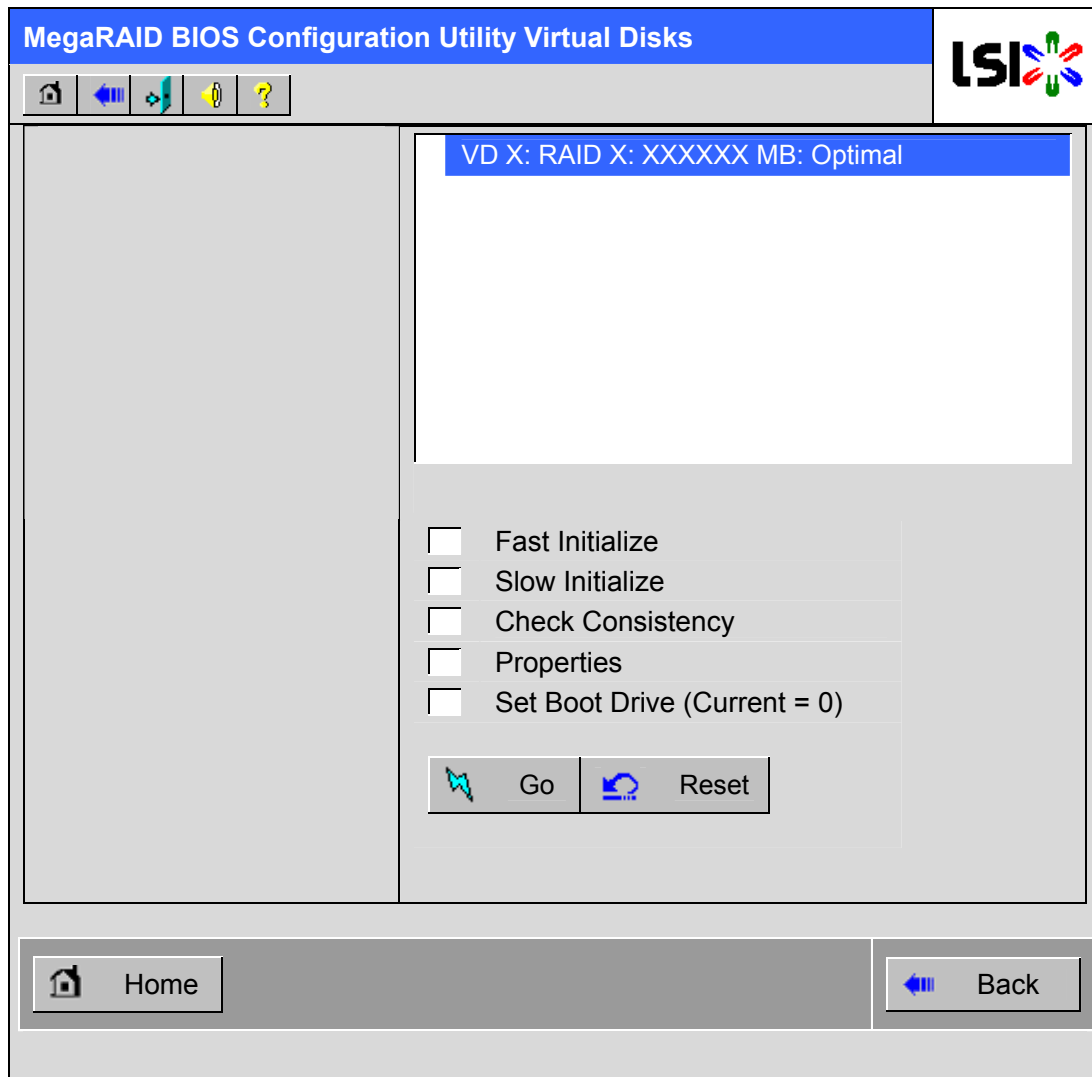 MegaRAID BIOS Configuration Utility Virtual Disks
LSI
VD X: RAID X: XXXXXX MB: Optimal
Fast Initialize
Slow Initialize
Check Consistency
Properties
Set Boot Drive (Current = 0)
Go
Reset
Home
Back